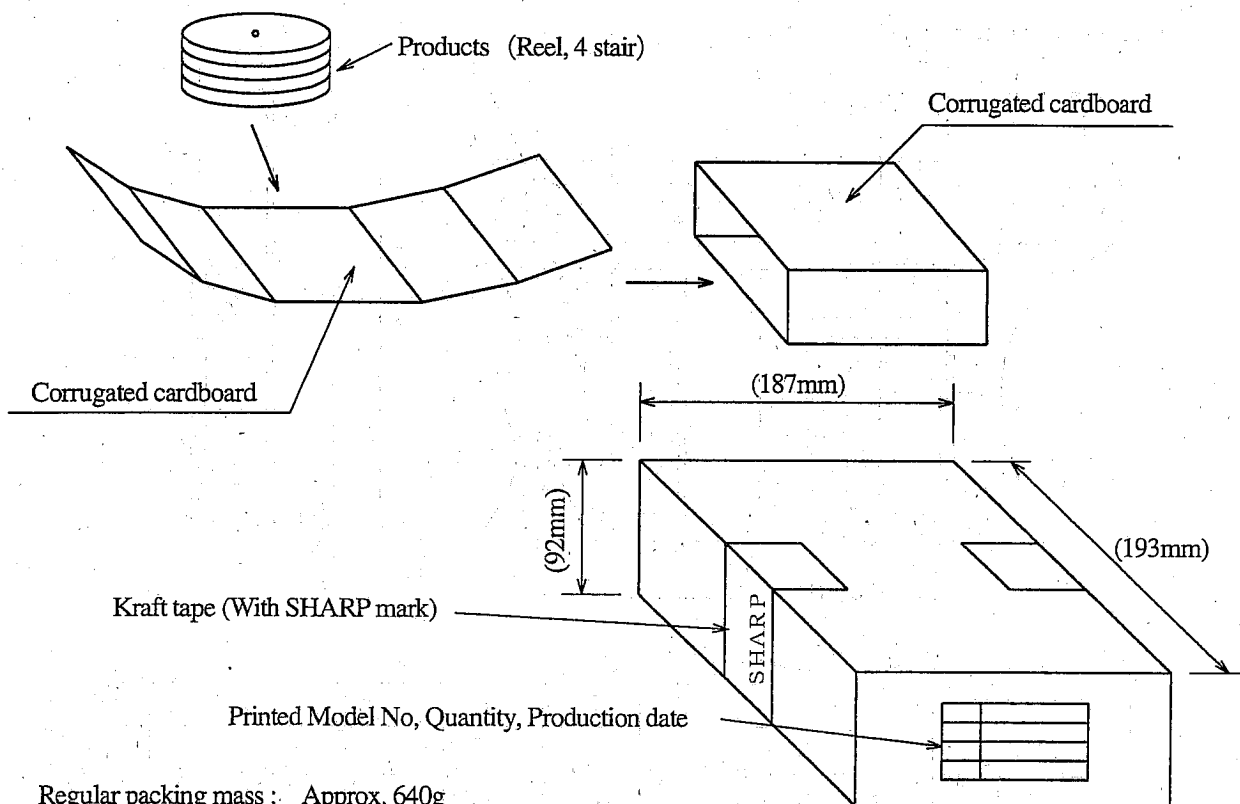 Products (Reel, 4 stair)
Corrugated cardboard
Corrugated cardboard
(187mm)
(92mm)
(193mm)
Kraft tape (With SHARP mark)
SHARP
Printed Model No, Quantity, Production date
Regular packing mass : Approx. 640g